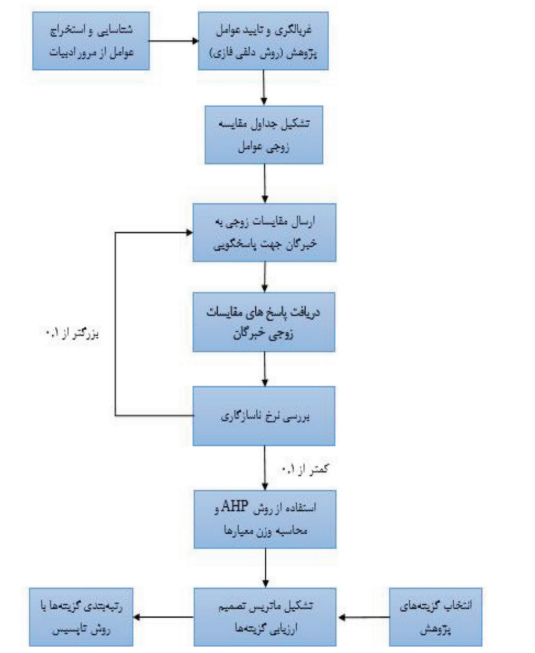 شناسایی و استخراج
عوامل از مرور ادبیات
غربالگری و تایید عوامل
پژوهش (روش دلفی فازی)
تشکیل جداول مقایسه
زوجی عوامل
ارسال مقایسات زوجی به
خبرگان جهت پاسخگویی
دریافت پاسخ های مقایسات
زوجی خبرگان
بزرگتر از ۰,۱
بررسی نرخ ناسازگاری
کمتر از ۰,۱
استفاده از روش AHP و
محاسبه وزن معیارها
انتخاب گزینه‌های
پژوهش
تشکیل ماتریس تصمیم
ارزیابی گزینه‌ها
رتبه‌بندی گزینه‌ها با
روش تاپسیس